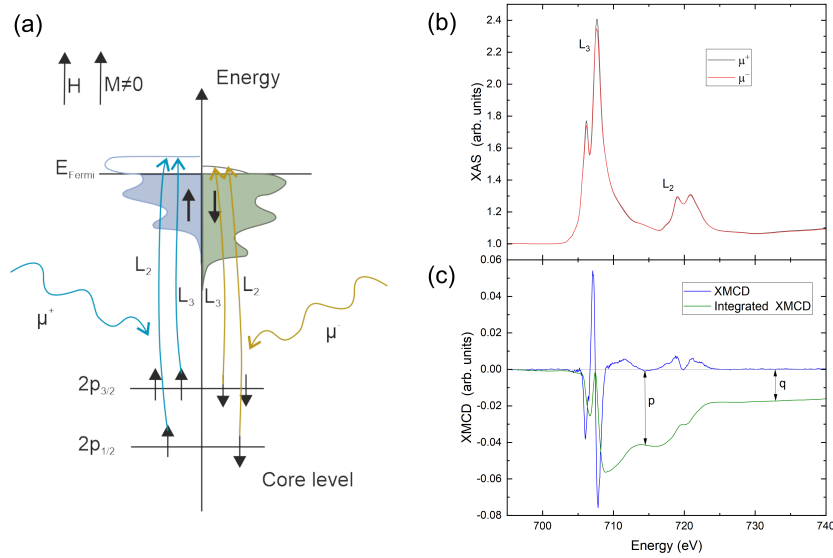 (a)
H
M≠0
Energy
E_Fermi
L₂
L₃
L₃
L₂
μ⁺
μ⁻
2p₃/₂
2p₁/₂
Core level
(b)
2.4
2.2
2.0
1.8
1.6
1.4
1.2
1.0
XAS (arb. units)
L₃
L₂
μ⁺
μ⁻
(c)
0.06
0.04
0.02
0.00
-0.02
-0.04
-0.06
-0.08
XMCD (arb. units)
XMCD
Integrated XMCD
p
q
700
710
720
730
740
Energy (eV)